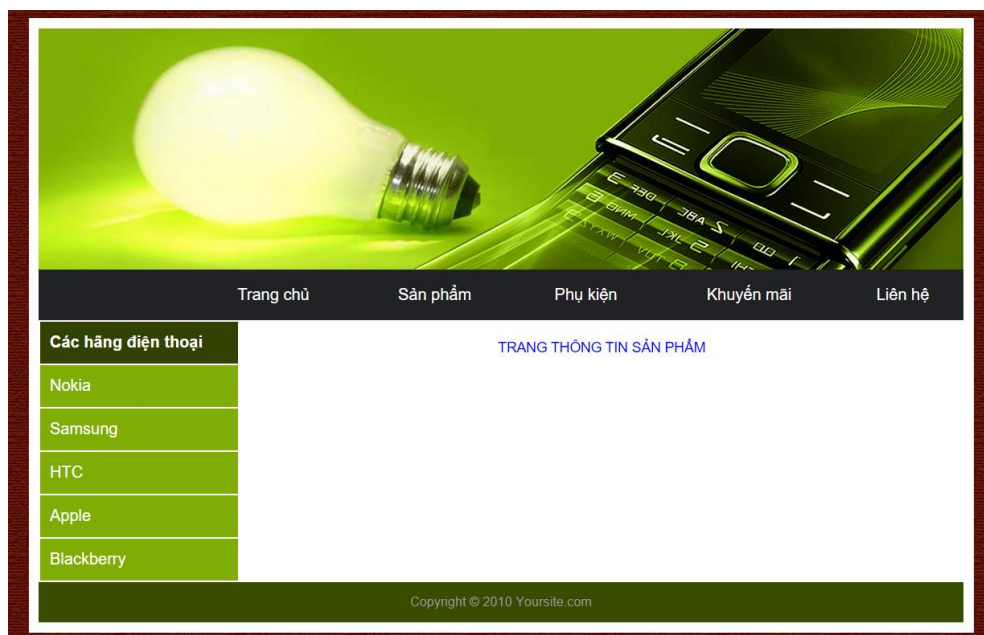 Trang chủ Sản phẩm Phụ kiện Khuyến mãi Liên hệ
Các hãng điện thoại
TRANG THÔNG TIN SẢN PHẨM
Nokia
Samsung
HTC
Apple
Blackberry
Copyright © 2010 Yoursite.com